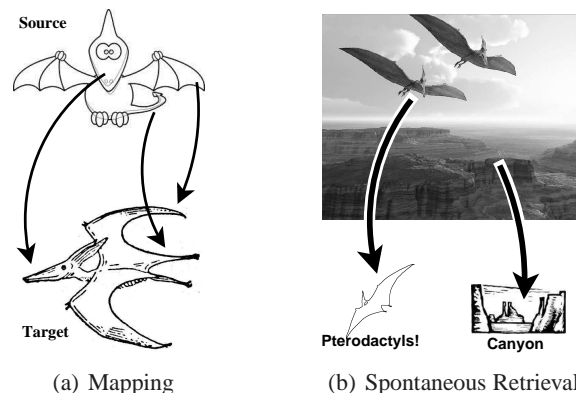 Source
Target
Pterodactyls!
Canyon
(a) Mapping
(b) Spontaneous Retrieval